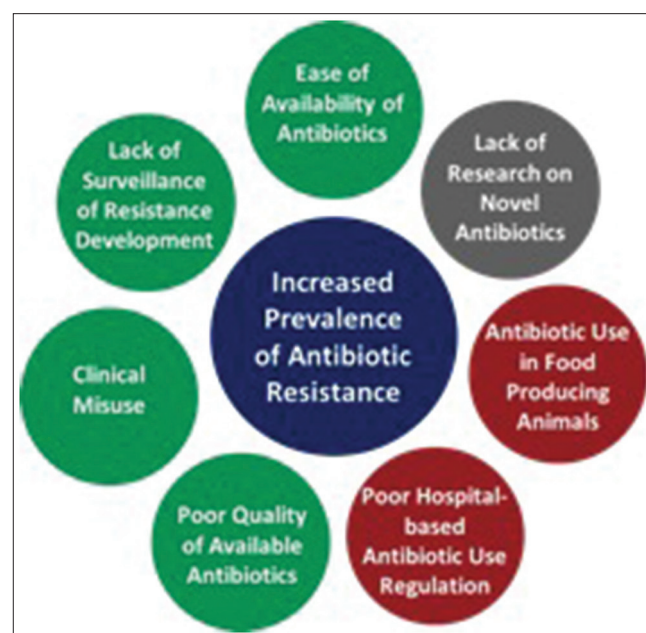 Ease of
Availability of
Antibiotics
Lack of
Research on
Novel
Antibiotics
Antibiotic Use
in Food
Producing
Animals
Poor Hospital-
based
Antibiotic Use
Regulation
Poor Quality
of Available
Antibiotics
Clinical
Misuse
Lack of
Surveillance
of Resistance
Development
Increased
Prevalence
of Antibiotic
Resistance